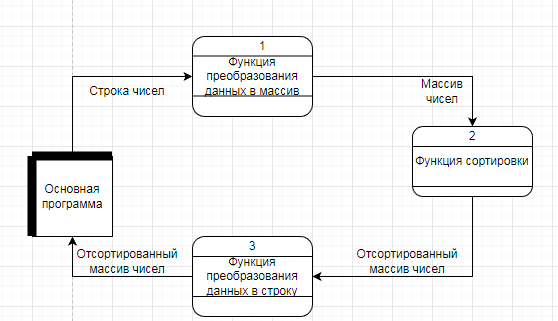 1
Функция
преобразования
данных в массив
Строка чисел
Массив
чисел
2
Функция сортировки
Основная
программа
3
Функция
преобразования
данных в строку
Отсортированный
массив чисел
Отсортированный
массив чисел